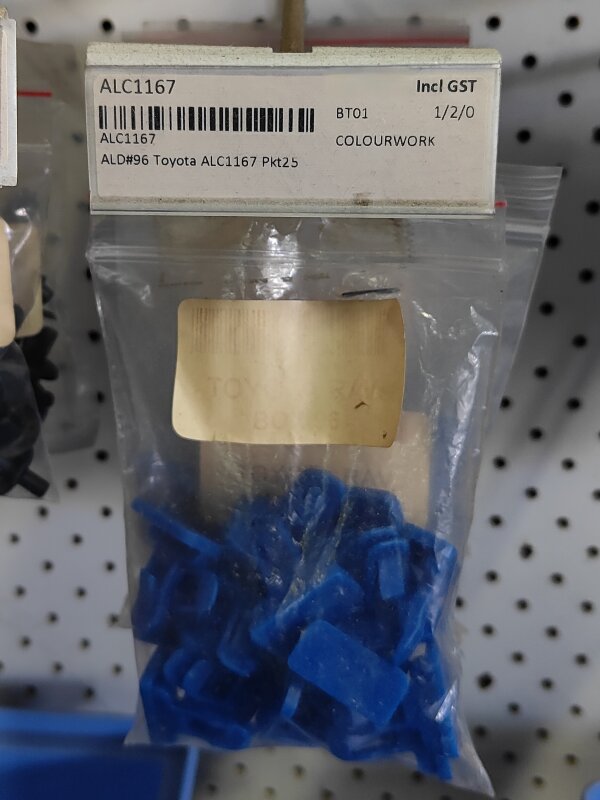 ALC1167 Incl GST
BT01 1/2/0
ALC1167 COLOURWORK
ALD#96 Toyota ALC1167 Pkt25